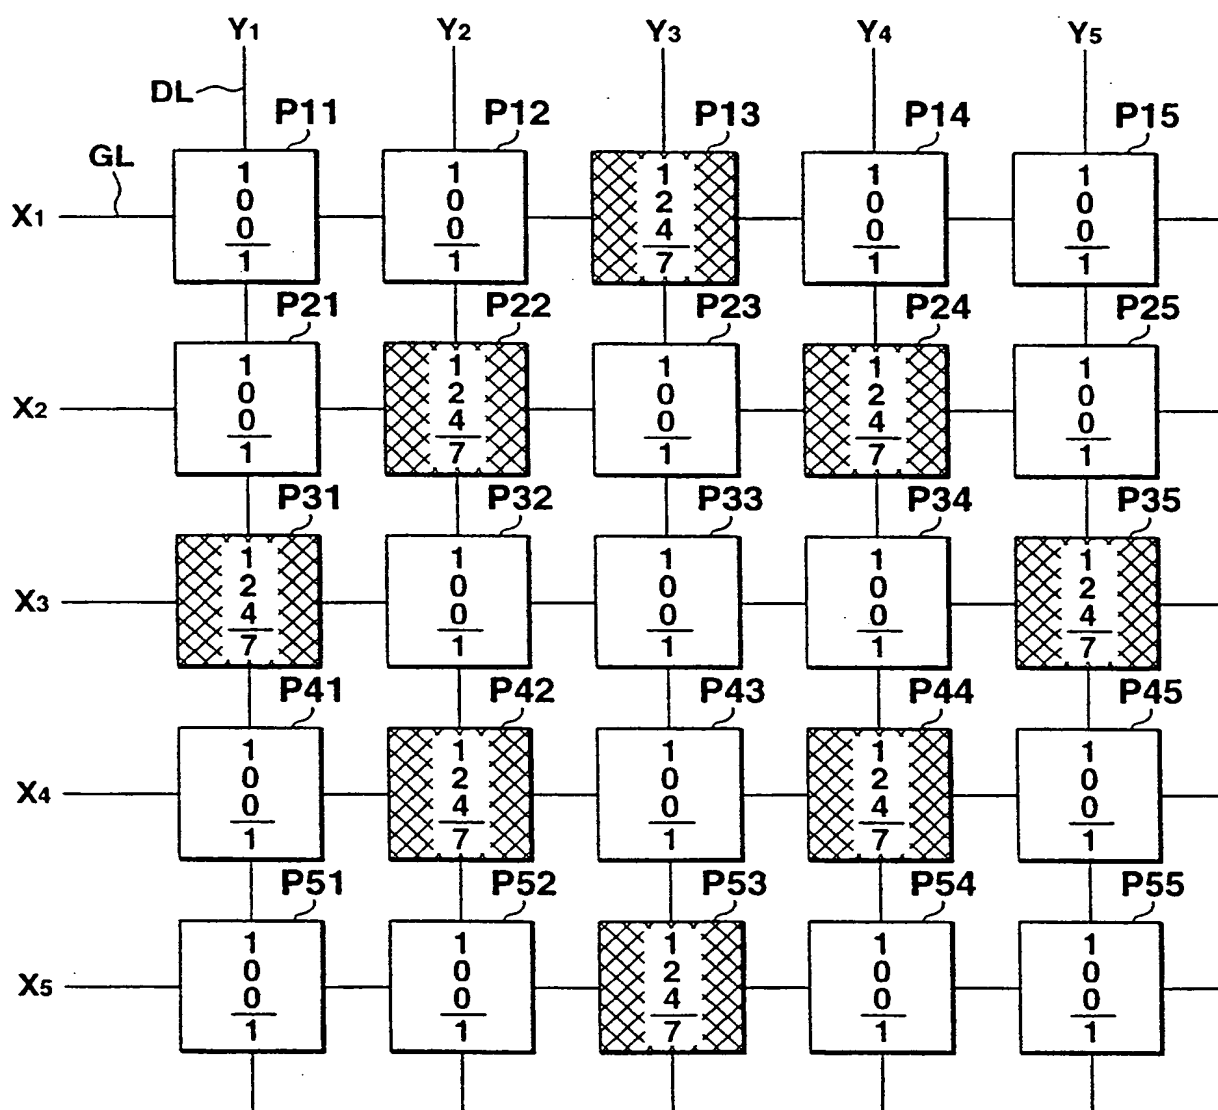 Y1 Y2 Y3 Y4 Y5
DL
P11 P12 P13 P14 P15
GL
1 1 1 1 1
0 0 2 0 0
X1 0 0 4 0 0
1 1 7 1 1
P21 P22 P23 P24 P25
1 1 1 1 1
0 2 0 2 0
X2 0 4 0 4 0
1 7 1 7 1
P31 P32 P33 P34 P35
1 1 1 1 1
2 0 0 0 2
X3 4 0 0 0 4
7 1 1 1 7
P41 P42 P43 P44 P45
1 1 1 1 1
0 2 0 2 0
X4 0 4 0 4 0
1 7 1 7 1
P51 P52 P53 P54 P55
1 1 1 1 1
0 0 2 0 0
X5 0 0 4 0 0
1 1 7 1 1